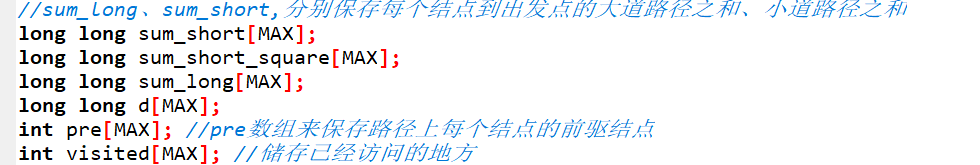 //sum_long、sum_short,分别保存每个结点到出发点的大道路径之和、小道路径之和
long long sum_short[MAX];
long long sum_short_square[MAX];
long long sum_long[MAX];
long long d[MAX];
int pre[MAX]; //pre数组来保存路径上每个结点的前驱结点
int visited[MAX]; //储存已经访问的地方